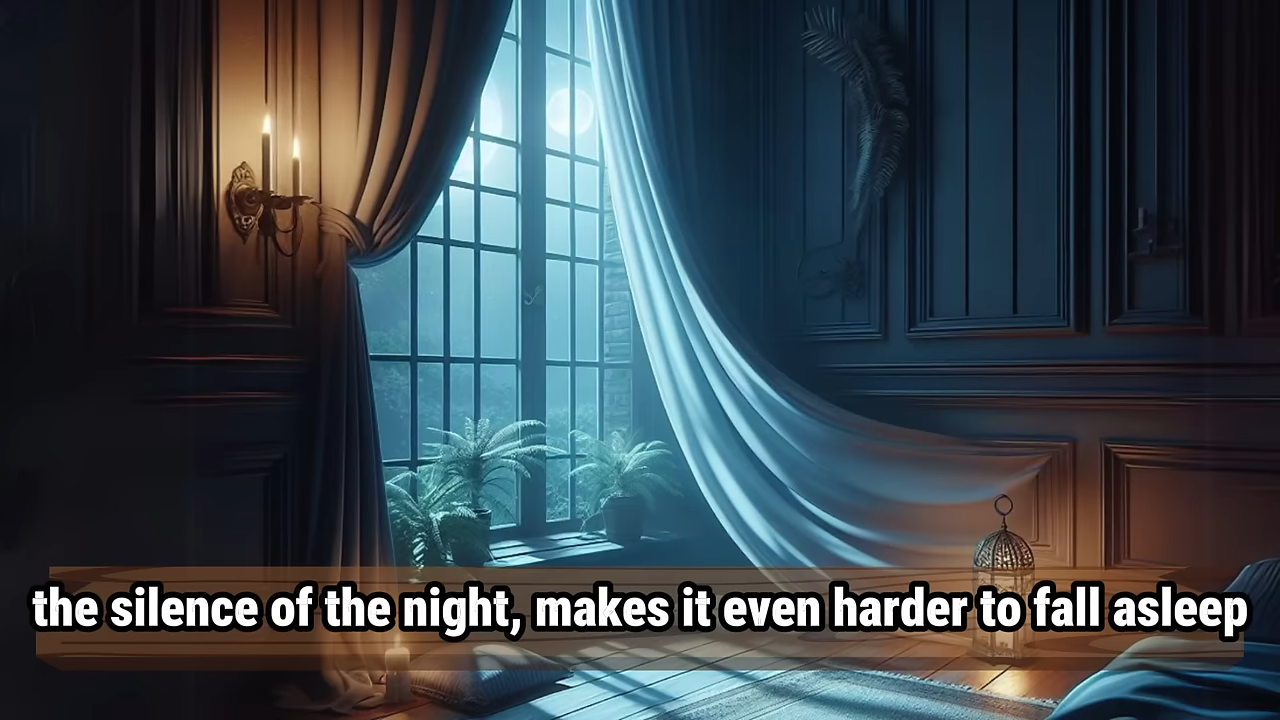 the silence of the night, makes it even harder to fall asleep